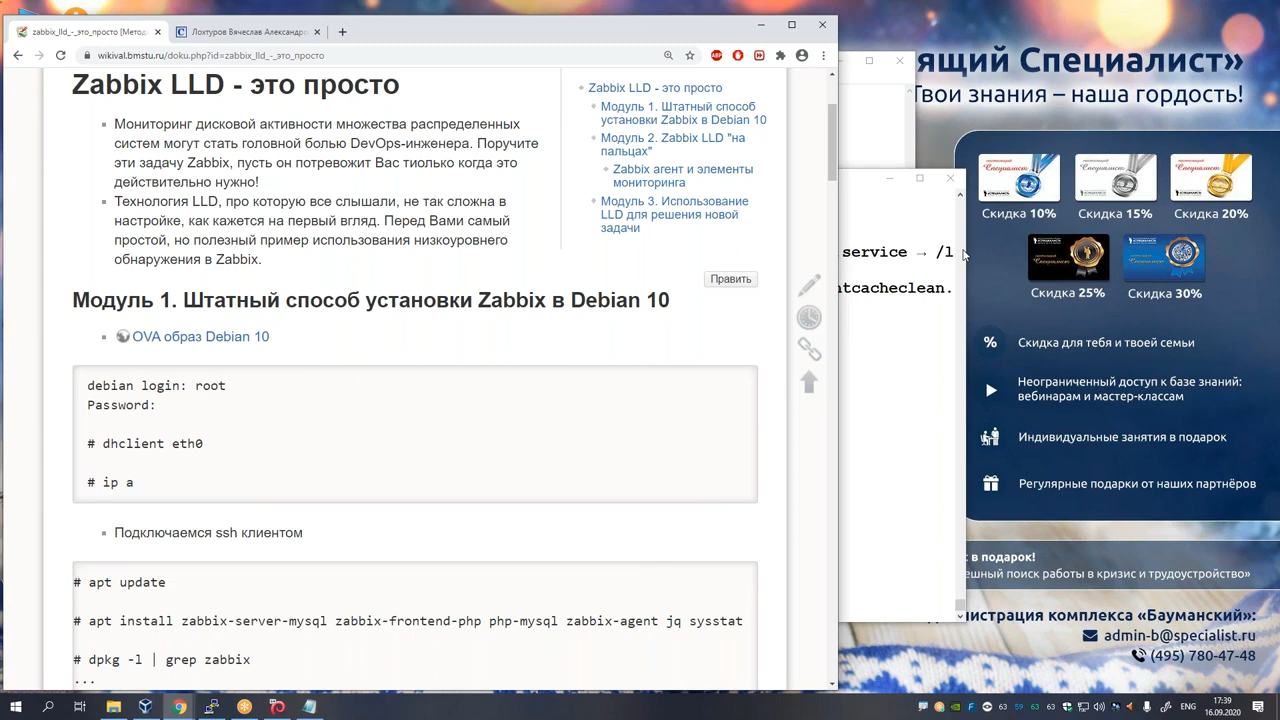 zabbix_lld_-_это_просто [Метод
Лохтуров Вячеслав Александро
wikival.bmstu.ru/doku.php?id=zabbix_lld_-_это_просто
Zabbix LLD - это просто
Мониторинг дисковой активности множества распределенных
систем могут стать головной болью DevOps-инженера. Поручите
эти задачу Zabbix, пусть он потревожит Вас тиолько когда это
действительно нужно!
Технология LLD, про которую все слышали, не так сложна в
настройке, как кажется на первый вгляд. Перед Вами самый
простой, но полезный пример использования низкоуровнего
обнаружения в Zabbix.
Zabbix LLD - это просто
Модуль 1. Штатный способ
установки Zabbix в Debian 10
Модуль 2. Zabbix LLD "на
пальцах"
Zabbix агент и элементы
мониторинга
Модуль 3. Использование
LLD для решения новой
задачи
Править
Модуль 1. Штатный способ установки Zabbix в Debian 10
OVA образ Debian 10
debian login: root
Password:
# dhclient eth0
# ip a
Подключаемся ssh клиентом
# apt update
# apt install zabbix-server-mysql zabbix-frontend-php php-mysql zabbix-agent jq sysstat
# dpkg -l | grep zabbix
...
service → /l
ntcacheclean.
ящий Специалист»
Твои знания – наша гордость!
Скидка 10%
Скидка 15%
Скидка 20%
Скидка 25%
Скидка 30%
% Скидка для тебя и твоей семьи
Неограниченный доступ к базе знаний:
вебинарам и мастер-классам
Индивидуальные занятия в подарок
Регулярные подарки от наших партнёров
в подарок!
ешный поиск работы в кризис и трудоустройство»
инистрация комплекса «Бауманский»:
admin-b@specialist.ru
(495) 780-47-48
63 59 63 63
ENG
17:39
16.09.2020